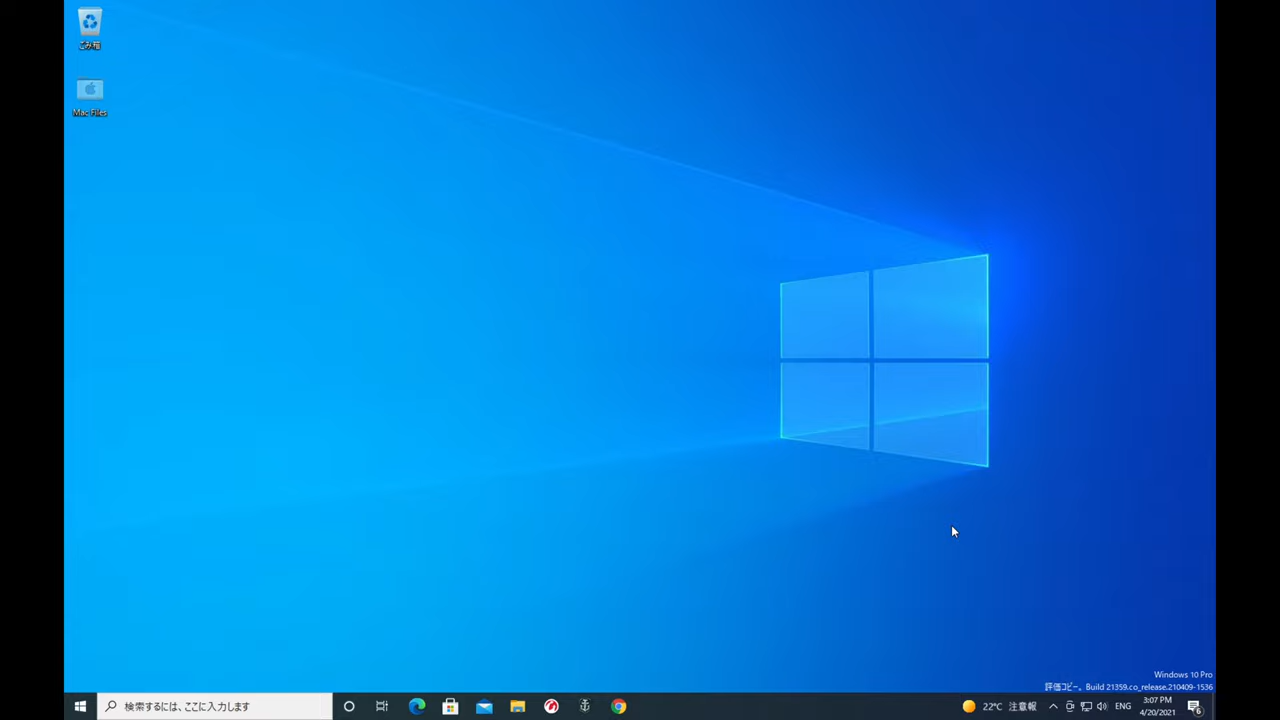 ごみ箱
Mac Files
Windows 10 Pro
評価コピー。 Build 21359.co_release.210409-1536
検索するには、ここに入力します
22°C 注意報
ENG
3:07 PM
4/20/2021
6